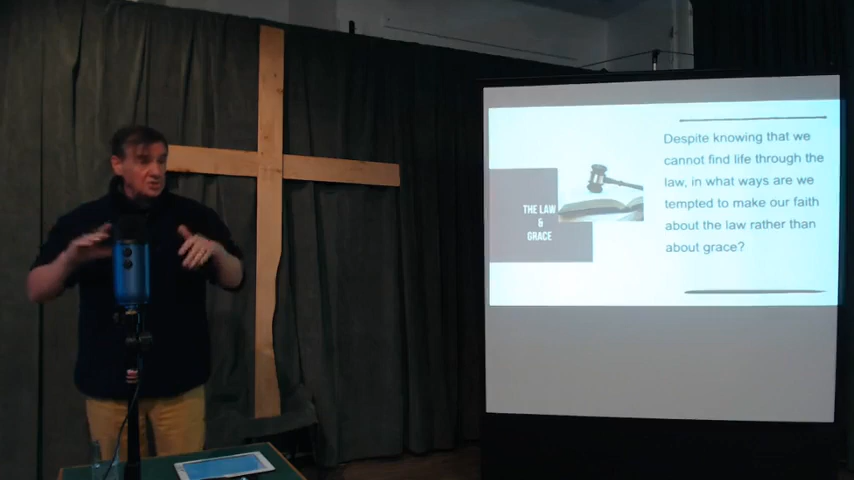 THE LAW
&
GRACE
Despite knowing that we
cannot find life through the
law, in what ways are we
tempted to make our faith
about the law rather than
about grace?